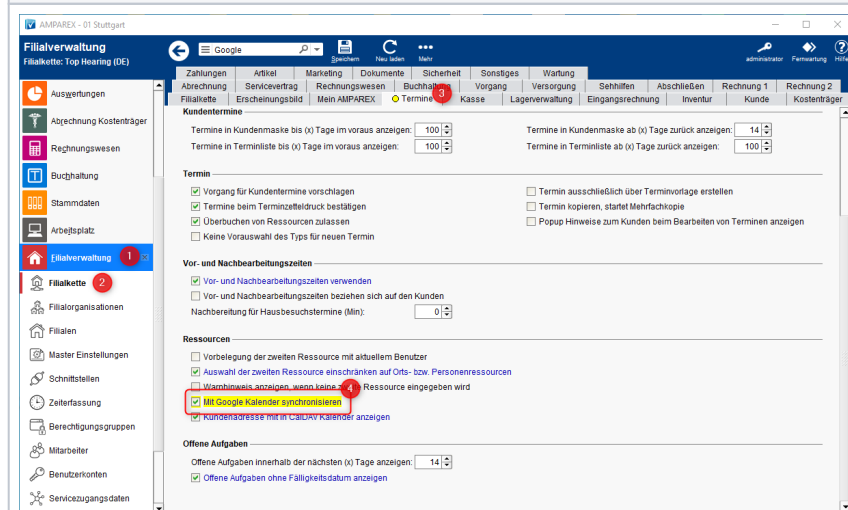 AMPAREX - 01 Stuttgart
Filialverwaltung
Filialkette: Top Hearing (DE)
Google
Speichern
Neu laden
Mehr
administrator
Fernwartung
Hilfe
Zahlungen Artikel Marketing Dokumente Sicherheit Sonstiges Wartung
Abrechnung Servicevertrag Rechnungswesen Buchhaltung Vorgang Versorgung Sehhilfen Abschließen Rechnung 1 Rechnung 2
Filialkette Erscheinungsbild Mein AMPAREX Termine 3 Kasse Lagerverwaltung Eingangsrechnung Inventur Kunde Kostenträger
Auswertungen
Abrechnung Kostenträger
Rechnungswesen
Buchhaltung
Stammdaten
Arbeitsplatz
Filialverwaltung 1
Filialkette 2
Filialorganisationen
Filialen
Master Einstellungen
Schnittstellen
Zeiterfassung
Berechtigungsgruppen
Mitarbeiter
Benutzerkonten
Servicezugangsdaten
Kundentermine
Termine in Kundenmaske bis (x) Tage im voraus anzeigen: 100
Termine in Kundenmaske ab (x) Tage zurück anzeigen: 14
Termine in Terminliste bis (x) Tage im voraus anzeigen: 100
Termine in Terminliste ab (x) Tage zurück anzeigen: 100
Termin
Vorgang für Kundentermine vorschlagen
Termin ausschließlich über Terminvorlage erstellen
Termine beim Terminzetteldruck bestätigen
Termin kopieren, startet Mehrfachkopie
Überbuchen von Ressourcen zulassen
Popup Hinweise zum Kunden beim Bearbeiten von Terminen anzeigen
Keine Vorauswahl des Typs für neuen Termin
Vor- und Nachbearbeitungszeiten
Vor- und Nachbearbeitungszeiten verwenden
Vor- und Nachbearbeitungszeiten beziehen sich auf den Kunden
Nachbereitung für Hausbesuchstermine (Min): 0
Ressourcen
Vorbelegung der zweiten Ressource mit aktuellem Benutzer
Auswahl der zweiten Ressource einschränken auf Orts- bzw. Personenressourcen
Warnhinweis anzeigen, wenn keine zweite Ressource eingegeben wird
4
Mit Google Kalender synchronisieren
Kundenadresse mit in CalDAV Kalender anzeigen
Offene Aufgaben
Offene Aufgaben innerhalb der nächsten (x) Tage anzeigen: 14
Offene Aufgaben ohne Fälligkeitsdatum anzeigen